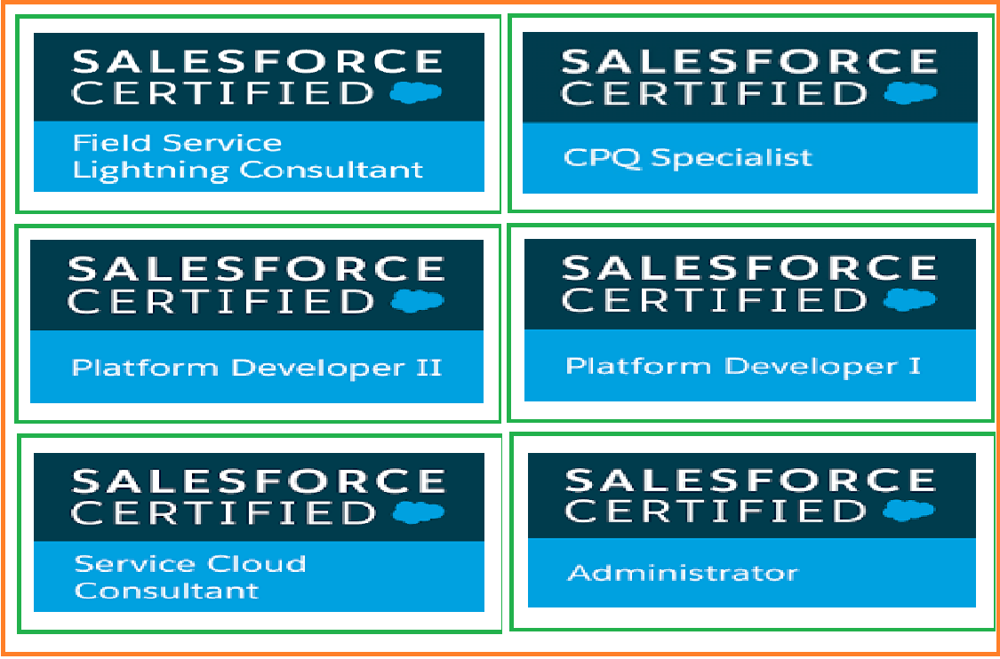 SALESFORCE
CERTIFIED
Field Service
Lightning Consultant
SALESFORCE
CERTIFIED
CPQ Specialist
SALESFORCE
CERTIFIED
Platform Developer II
SALESFORCE
CERTIFIED
Platform Developer I
SALESFORCE
CERTIFIED
Service Cloud
Consultant
SALESFORCE
CERTIFIED
Administrator